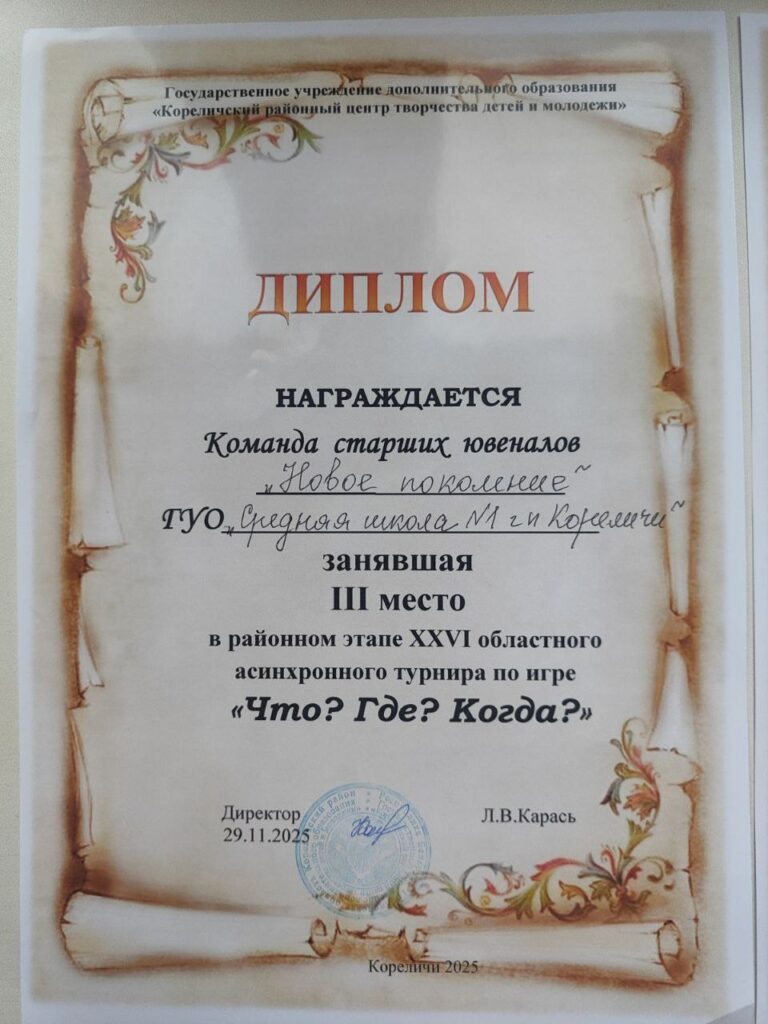 Государственное учреждение дополнительного образования
«Кореличский районный центр творчества детей и молодежи»
ДИПЛОМ
НАГРАЖДАЕТСЯ
Команда старших ювеналов
„Новое поколение"
ГУО „Средняя школа №1 г п Кореличи"
занявшая
III место
в районном этапе XXVI областного
асинхронного турнира по игре
«Что? Где? Когда?»
Директор Л.В.Карась
29.11.2025
Кореличи 2025